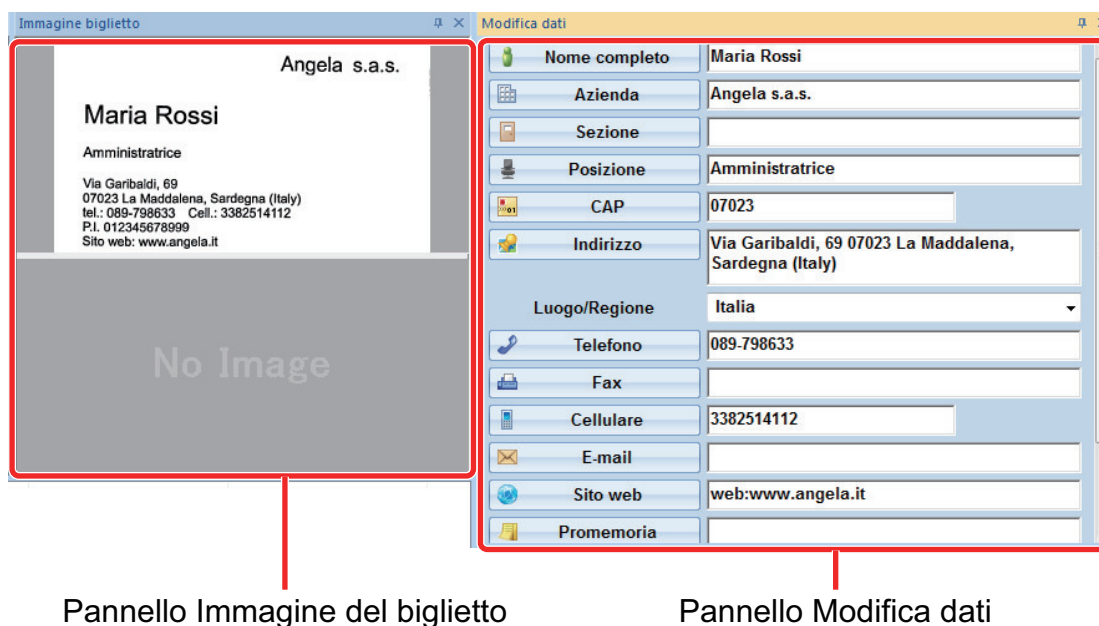 Immagine biglietto
Angela s.a.s.
Maria Rossi
Amministratrice
Via Garibaldi, 69
07023 La Maddalena, Sardegna (Italy)
tel.: 089-798633 Cell.: 3382514112
P.I. 012345678999
Sito web: www.angela.it
No Image
Modifica dati
Nome completo Maria Rossi
Azienda Angela s.a.s.
Sezione
Posizione Amministratrice
CAP 07023
Indirizzo Via Garibaldi, 69 07023 La Maddalena,
Sardegna (Italy)
Luogo/Regione Italia
Telefono 089-798633
Fax
Cellulare 3382514112
E-mail
Sito web web:www.angela.it
Promemoria
Pannello Immagine del biglietto
Pannello Modifica dati